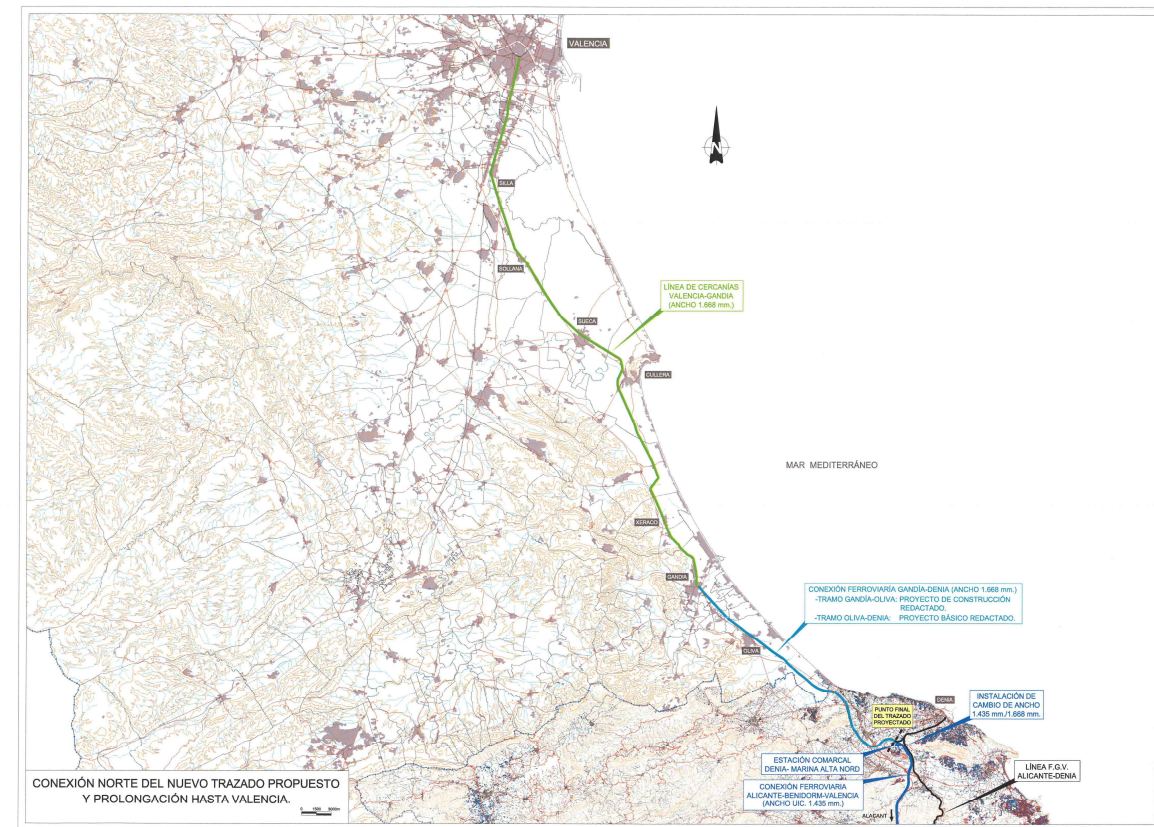 VALENCIA
N
SILLA
SOLLANA
LÍNEA DE CERCANÍAS
VALENCIA-GANDIA
(ANCHO 1.668 mm.)
SUECA
CULLERA
MAR MEDITERRÁNEO
XERACO
GANDIA
CONEXIÓN FERROVIARÍA GANDÍA-DENIA (ANCHO 1.668 mm.)
-TRAMO GANDÍA-OLIVA: PROYECTO DE CONSTRUCCIÓN
REDACTADO.
-TRAMO OLIVA-DENIA: PROYECTO BÁSICO REDACTADO.
OLIVA
DENIA
INSTALACIÓN DE
CAMBIO DE ANCHO
1.435 mm./1.668 mm.
PUNTO FINAL
DEL TRAZADO
PROYECTADO
ESTACIÓN COMARCAL
DENIA- MARINA ALTA NORD
LÍNEA F.G.V.
ALICANTE-DENIA
CONEXIÓN FERROVIARIA
ALICANTE-BENIDORM-VALENCIA
(ANCHO UIC. 1.435 mm.)
ALACANT
CONEXIÓN NORTE DEL NUEVO TRAZADO PROPUESTO
Y PROLONGACIÓN HASTA VALENCIA.
0 1500 3000m